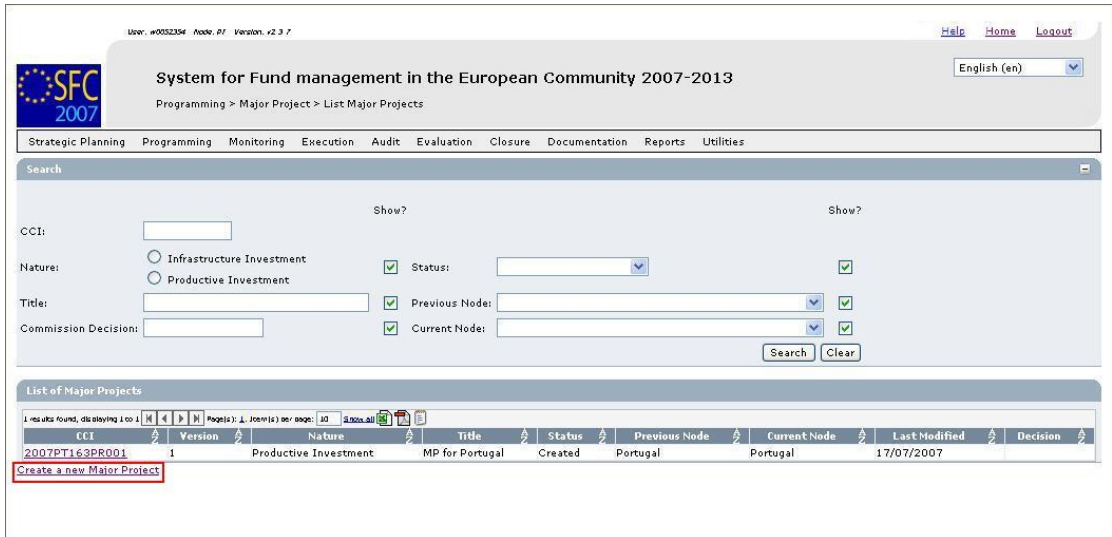 User. w0052354 Node. PT Version. v2 3 7
Help Home Logout
English (en)
SFC
2007
System for Fund management in the European Community 2007-2013
Programming > Major Project > List Major Projects
Strategic Planning Programming Monitoring Execution Audit Evaluation Closure Documentation Reports Utilities
Search
Show? Show?
CCI:
Nature: Infrastructure Investment Status:
Productive Investment
Title: Previous Node:
Commission Decision: Current Node:
Search Clear
List of Major Projects
1 results found, displaying 1 to 1 Page(s): 1. Item(s) per page: 10 Show all
CCI Version Nature Title Status Previous Node Current Node Last Modified Decision
2007PT163PR001 1 Productive Investment MP for Portugal Created Portugal Portugal 17/07/2007
Create a new Major Project